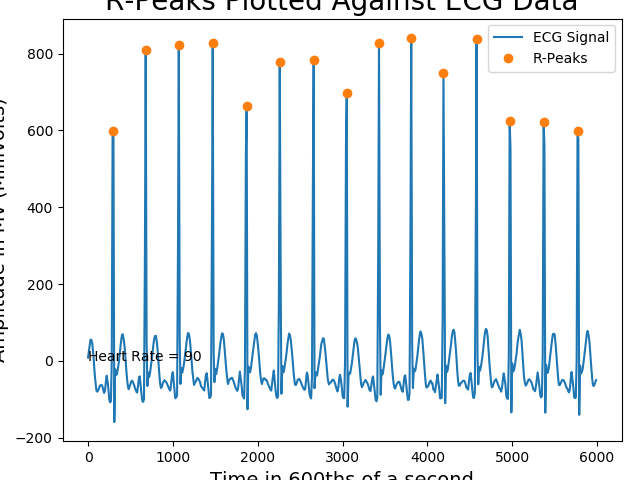 R-Peaks Plotted Against ECG Data
ECG Signal
R-Peaks
Amplitude in MV (Millivolts)
800
600
400
200
0
−200
Heart Rate = 90
0 1000 2000 3000 4000 5000 6000
Time in 600ths of a second